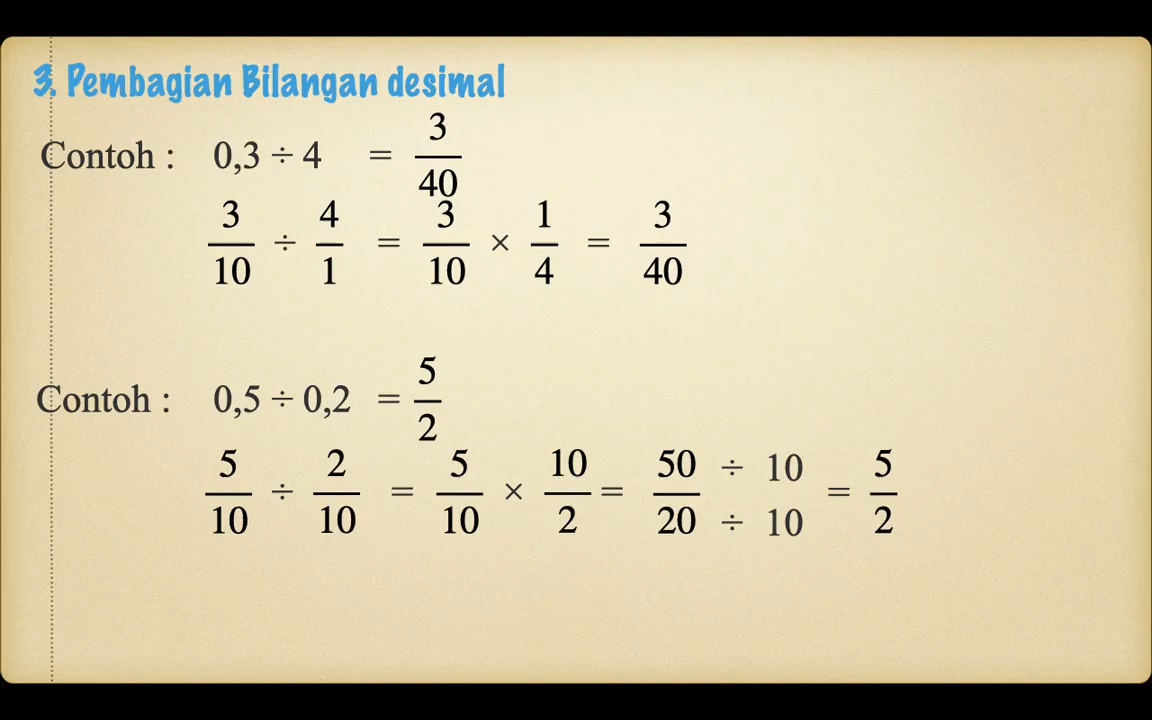 3. Pembagian Bilangan desimal
Contoh : 0,3 ÷ 4 = 3/40
3/10 ÷ 4/1 = 3/10 × 1/4 = 3/40
Contoh : 0,5 ÷ 0,2 = 5/2
5/10 ÷ 2/10 = 5/10 × 10/2 = 50 ÷ 10/20 ÷ 10 = 5/2